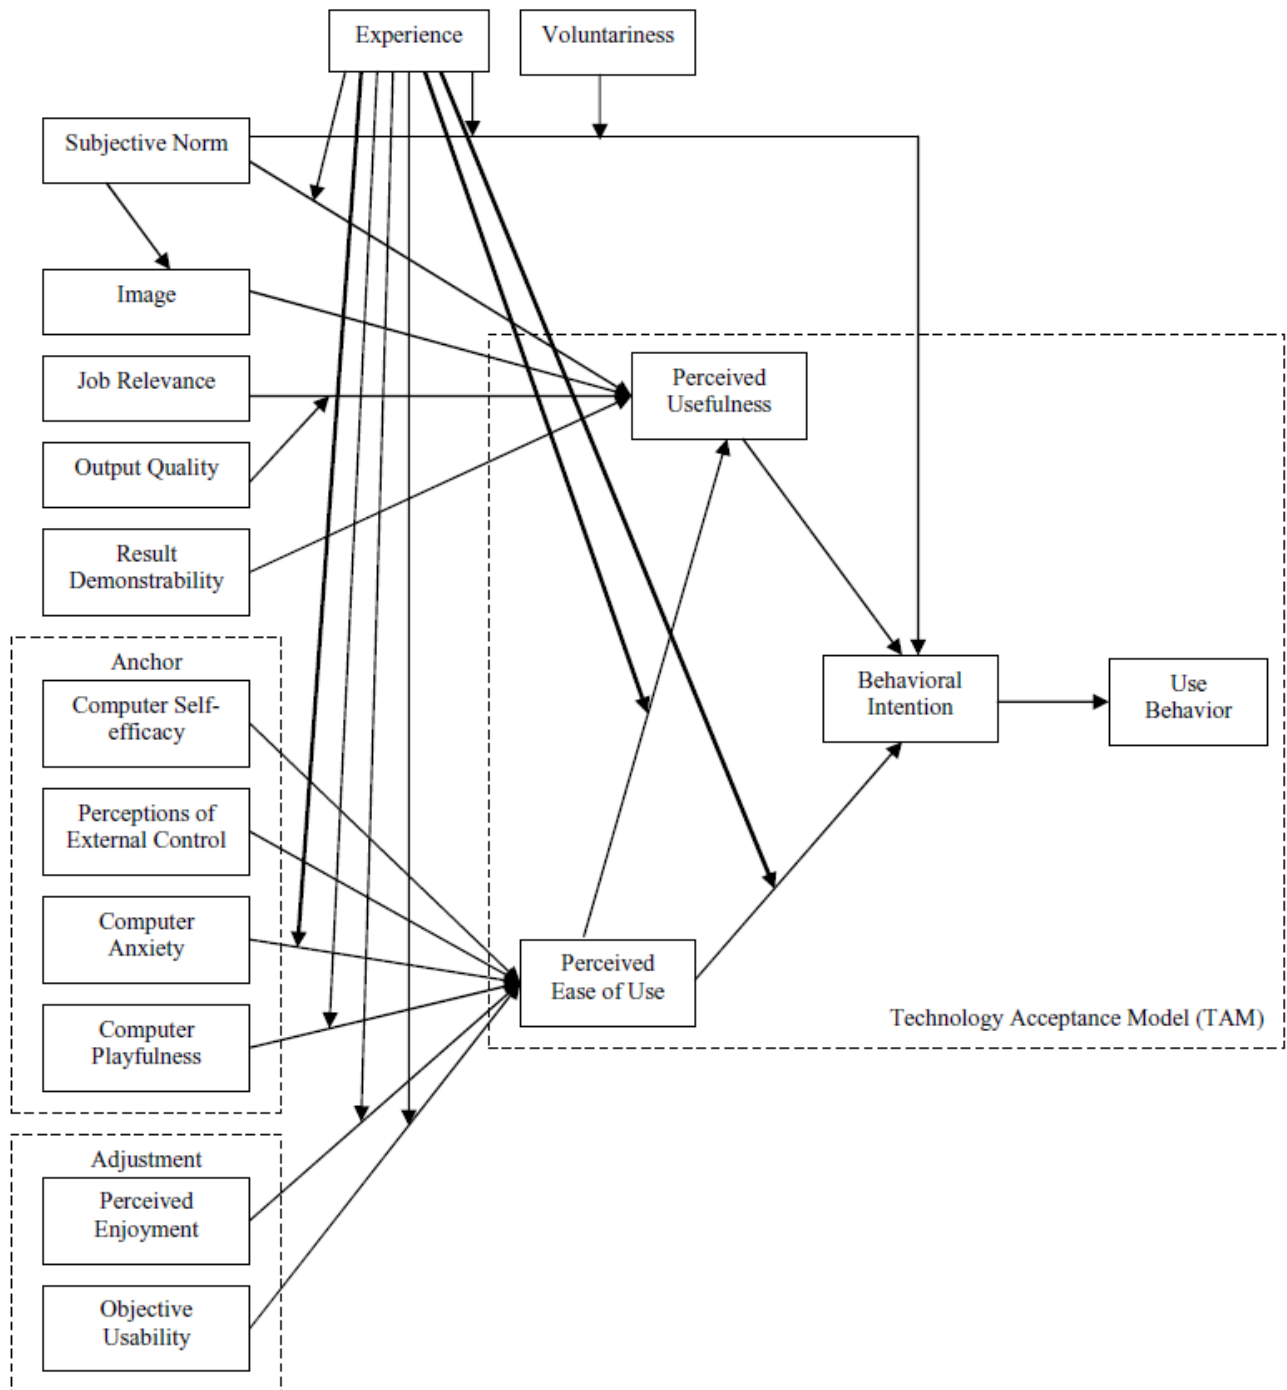 Experience
Voluntariness
Subjective Norm
Image
Job Relevance
Perceived
Usefulness
Output Quality
Result
Demonstrability
Anchor
Computer Self-
efficacy
Behavioral
Intention
Use
Behavior
Perceptions of
External Control
Computer
Anxiety
Perceived
Ease of Use
Computer
Playfulness
Technology Acceptance Model (TAM)
Adjustment
Perceived
Enjoyment
Objective
Usability